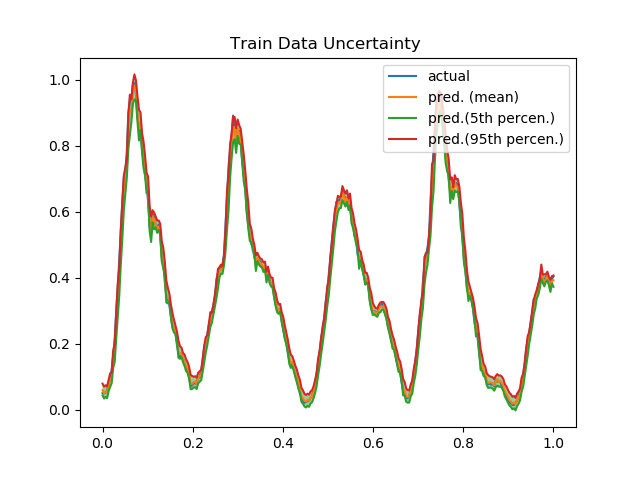 Train Data Uncertainty
actual
pred. (mean)
pred.(5th percen.)
pred.(95th percen.)
1.0
0.8
0.6
0.4
0.2
0.0
0.0 0.2 0.4 0.6 0.8 1.0